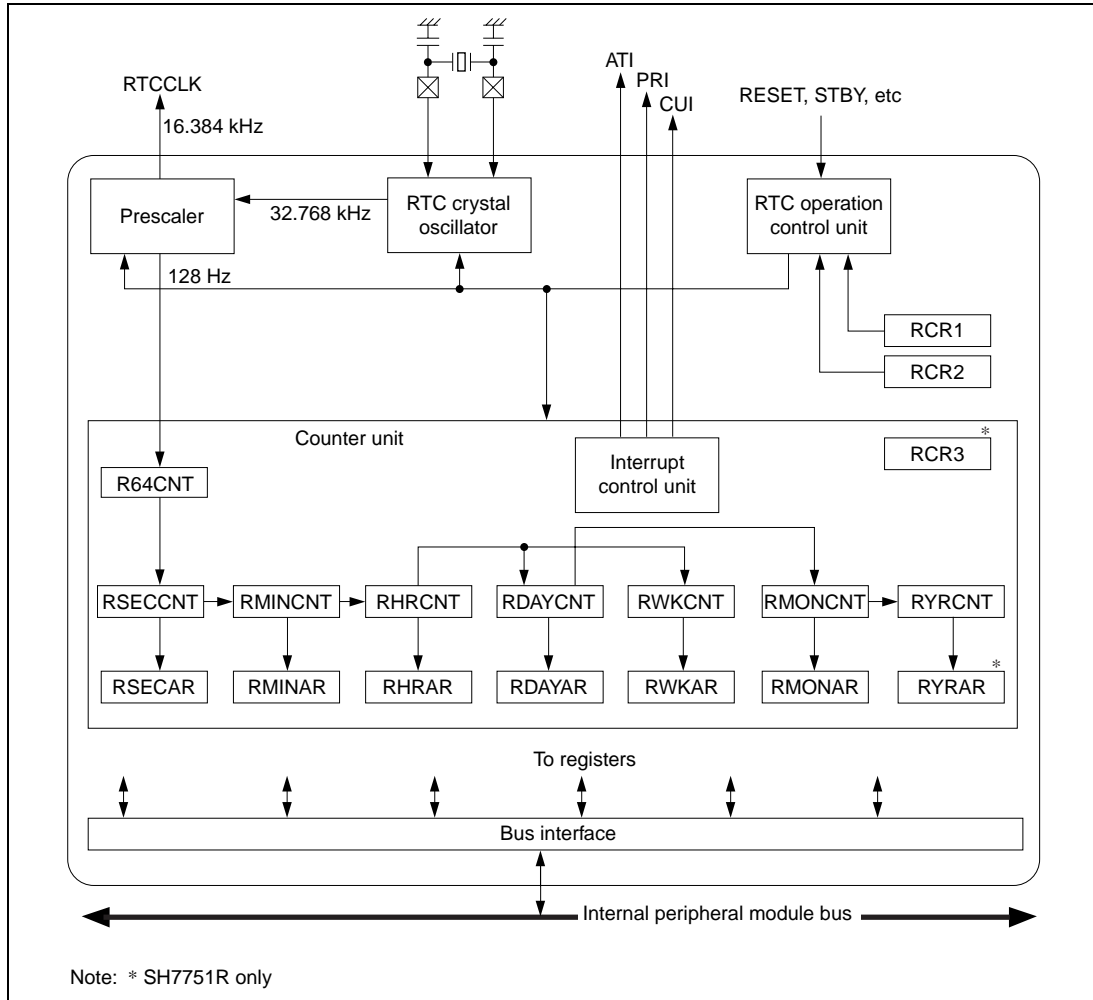 ATI
PRI
CUI
RTCCLK
RESET, STBY, etc
16.384 kHz
Prescaler
32.768 kHz
RTC crystal
oscillator
RTC operation
control unit
128 Hz
RCR1
RCR2
Counter unit
*
RCR3
Interrupt
control unit
R64CNT
RSECCNT
RMINCNT
RHRCNT
RDAYCNT
RWKCNT
RMONCNT
RYRCNT
*
RSECAR
RMINAR
RHRAR
RDAYAR
RWKAR
RMONAR
RYRAR
To registers
Bus interface
Internal peripheral module bus
Note: * SH7751R only